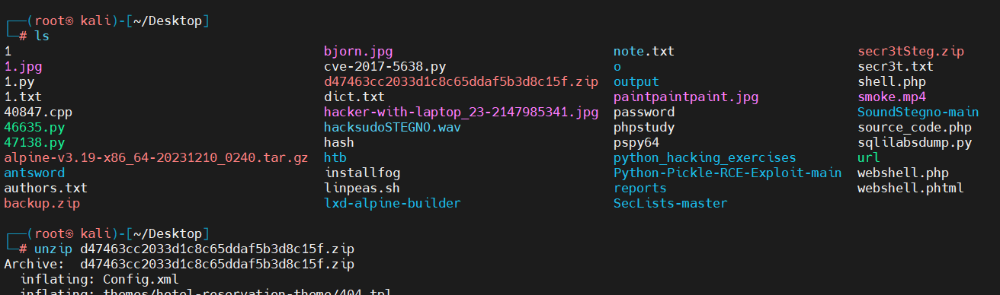 ┌──(root㉿ kali)-[~/Desktop]
└─# ls
1 bjorn.jpg note.txt secr3tSteg.zip
1.jpg cve-2017-5638.py o secr3t.txt
1.py d47463cc2033d1c8c65ddaf5b3d8c15f.zip output shell.php
1.txt dict.txt paintpaintpaint.jpg smoke.mp4
40847.cpp hacker-with-laptop_23-2147985341.jpg password SoundStegno-main
46635.py hacksudoSTEGNO.wav phpstudy source_code.php
47138.py hash pspy64 sqlilabsdump.py
alpine-v3.19-x86_64-20231210_0240.tar.gz htb python_hacking_exercises url
antsword installfog Python-Pickle-RCE-Exploit-main webshell.php
authors.txt linpeas.sh reports webshell.phtml
backup.zip lxd-alpine-builder SecLists-master
┌──(root㉿ kali)-[~/Desktop]
└─# unzip d47463cc2033d1c8c65ddaf5b3d8c15f.zip
Archive:  d47463cc2033d1c8c65ddaf5b3d8c15f.zip
  inflating: Config.xml
  inflating: themes/hotel-reservation-theme/404.tpl